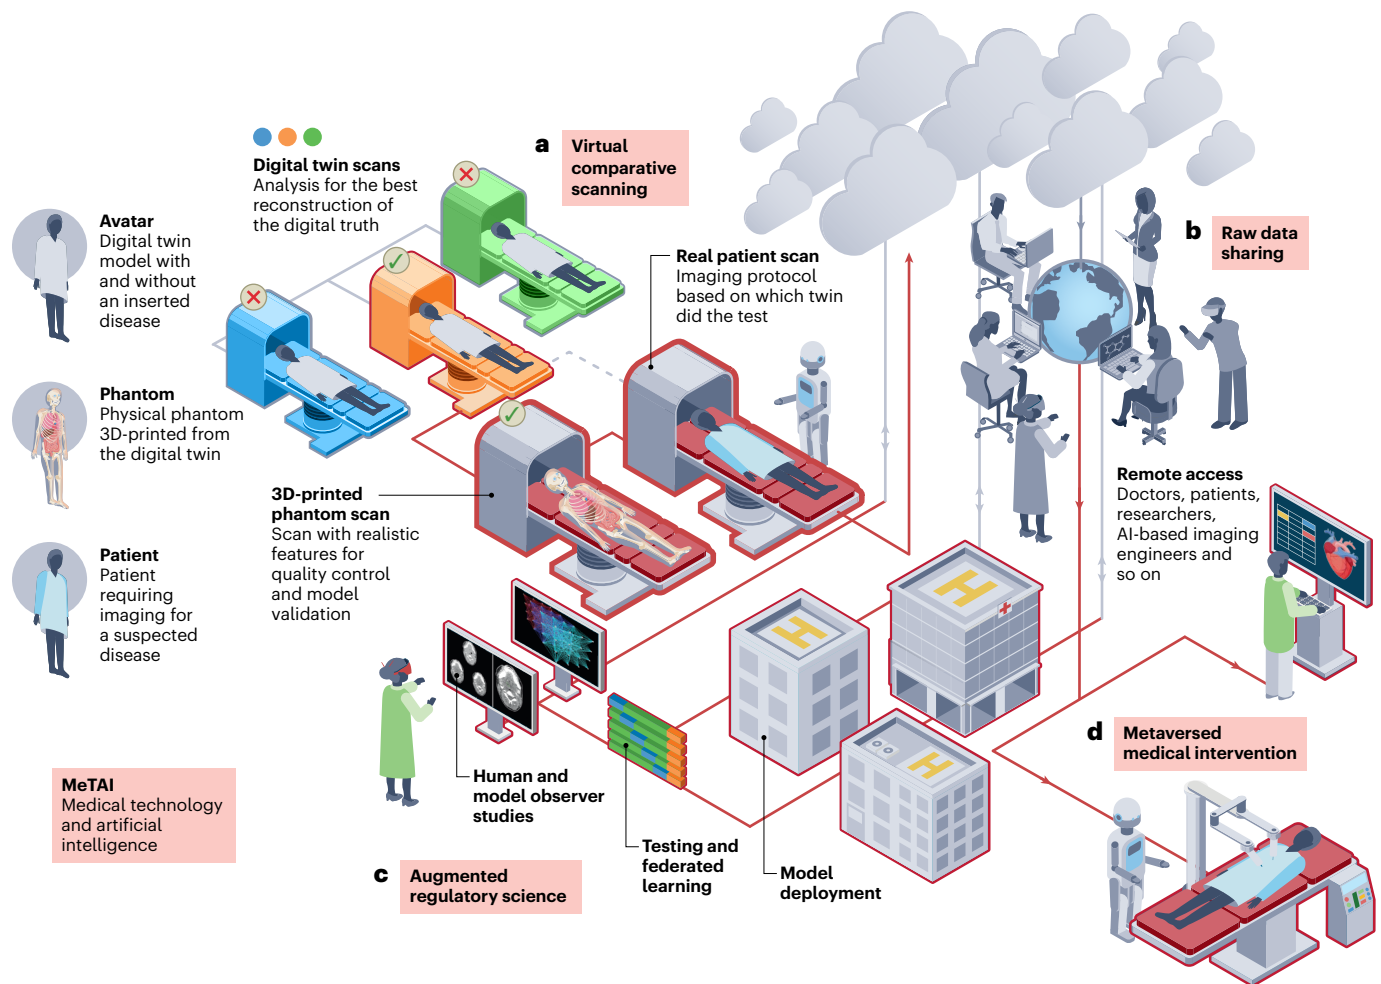 Digital twin scans
Analysis for the best
reconstruction of
the digital truth
a
Virtual
comparative
scanning
Avatar
Digital twin
model with
and without
an inserted
disease
Real patient scan
Imaging protocol
based on which twin
did the test
b
Raw data
sharing
Phantom
Physical phantom
3D-printed from
the digital twin
3D-printed
phantom scan
Scan with realistic
features for
quality control
and model
validation
Remote access
Doctors, patients,
researchers,
AI-based imaging
engineers and
so on
Patient
Patient
requiring
imaging for
a suspected
disease
H
H
H
d
Metaversed
medical intervention
MeTAI
Medical technology
and artificial
intelligence
Human and
model observer
studies
Testing and
federated
learning
Model
deployment
c
Augmented
regulatory science